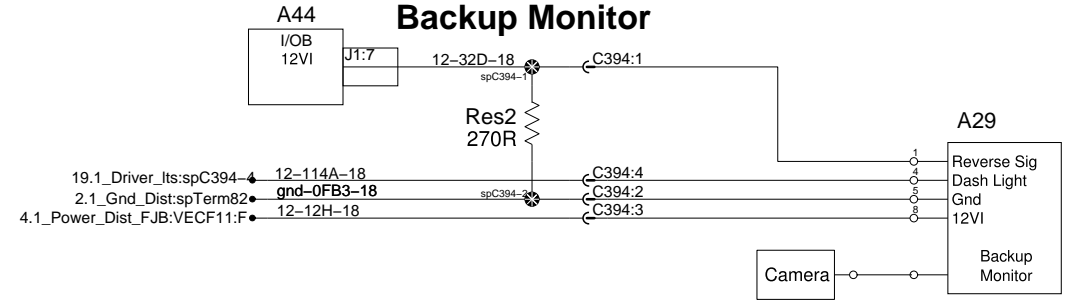 Backup Monitor
A44
I/OB
12VI
J1:7
12-32D-18
spC394-1
C394:1
Res2
270R
A29
19.1_Driver_lts:spC394-4
12-114A-18
C394:4
2.1_Gnd_Dist:spTerm82
gnd-0FB3-18
spC394-2
C394:2
4.1_Power_Dist_FJB:VECF11:F
12-12H-18
C394:3
1
Reverse Sig
4
Dash Light
5
Gnd
8
12VI
Backup
Monitor
Camera